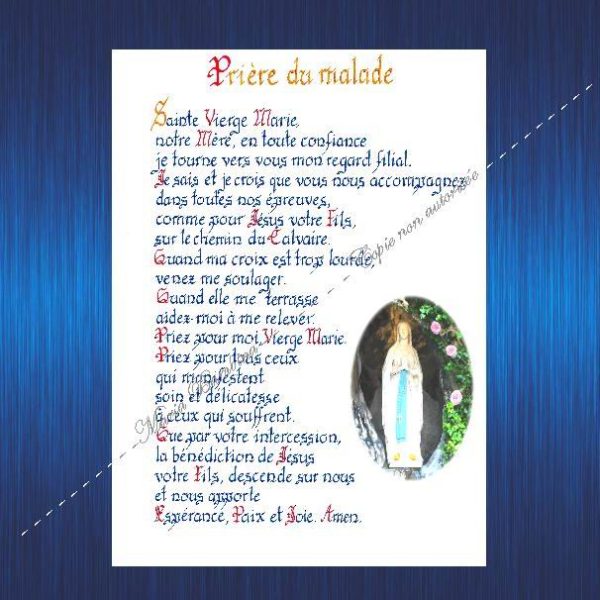 Prière du malade
Sainte Vierge Marie,
notre Mère, en toute confiance
je tourne vers vous mon regard filial.
Je sais et je crois que vous nous accompagnez
dans toutes nos épreuves,
comme pour Jésus votre Fils,
sur le chemin du Calvaire.
Quand ma croix est trop lourde,
venez me soulager.
Quand elle me terrasse
aidez-moi à me relever.
Priez pour moi, Vierge Marie.
Priez pour tous ceux
qui manifestent
soin et délicatesse
à ceux qui souffrent.
Que par votre intercession,
la bénédiction de Jésus
votre Fils, descende sur nous
et nous apporte
Espérance, Paix et Joie. Amen.
Copie non autorisée